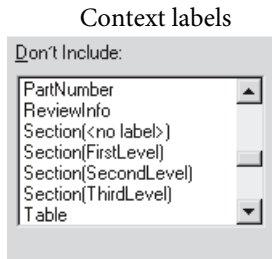 Context labels
Don't Include:
PartNumber
ReviewInfo
Section(<no label>)
Section(FirstLevel)
Section(SecondLevel)
Section(ThirdLevel)
Table